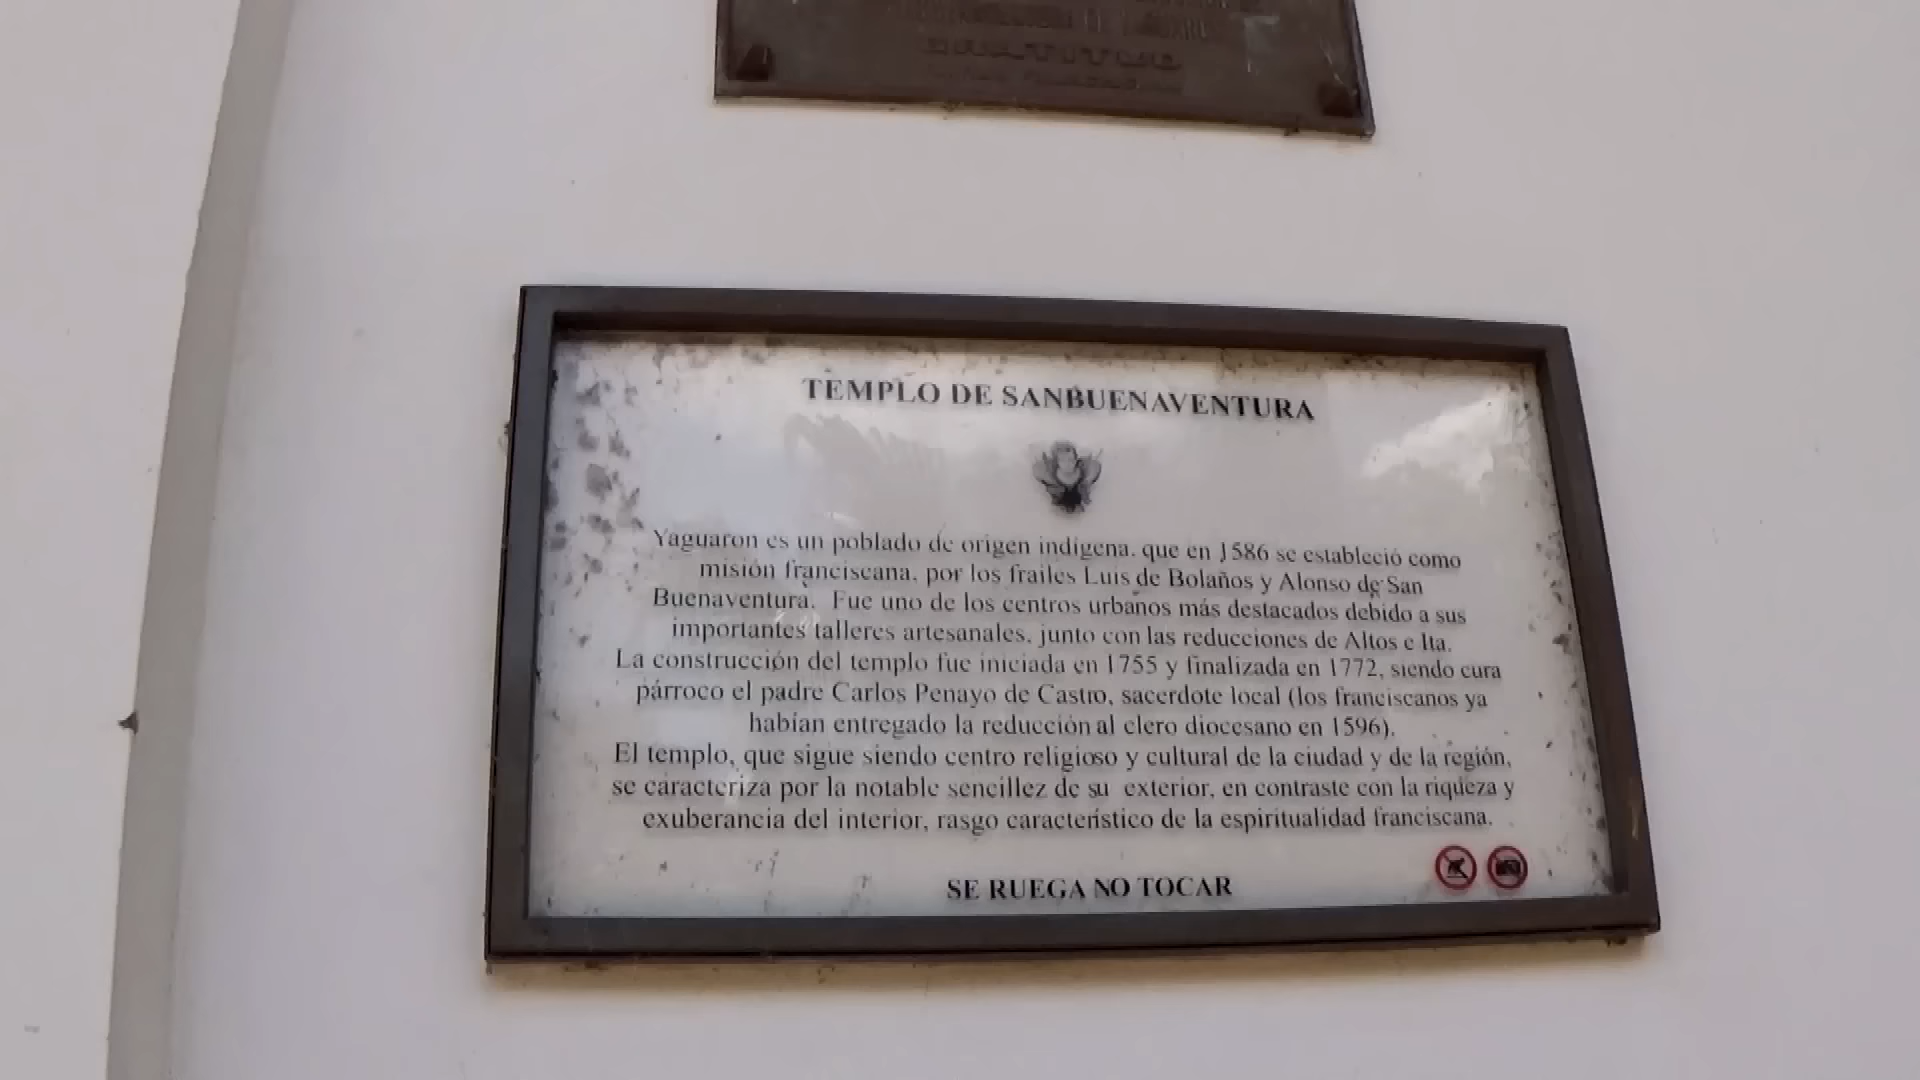 GRATITUD
TEMPLO DE SANBUENAVENTURA
Yaguaron es un poblado de origen indígena, que en 1586 se estableció como
misión franciscana, por los frailes Luis de Bolaños y Alonso de San
Buenaventura. Fue uno de los centros urbanos más destacados debido a sus
importantes talleres artesanales, junto con las reducciones de Altos e Ita.
La construcción del templo fue iniciada en 1755 y finalizada en 1772, siendo cura
párroco el padre Carlos Penayo de Castro, sacerdote local (los franciscanos ya
habían entregado la reducción al clero diocesano en 1596).
El templo, que sigue siendo centro religioso y cultural de la ciudad y de la región,
se caracteriza por la notable sencillez de su exterior, en contraste con la riqueza y
exuberancia del interior, rasgo característico de la espiritualidad franciscana.
SE RUEGA NO TOCAR